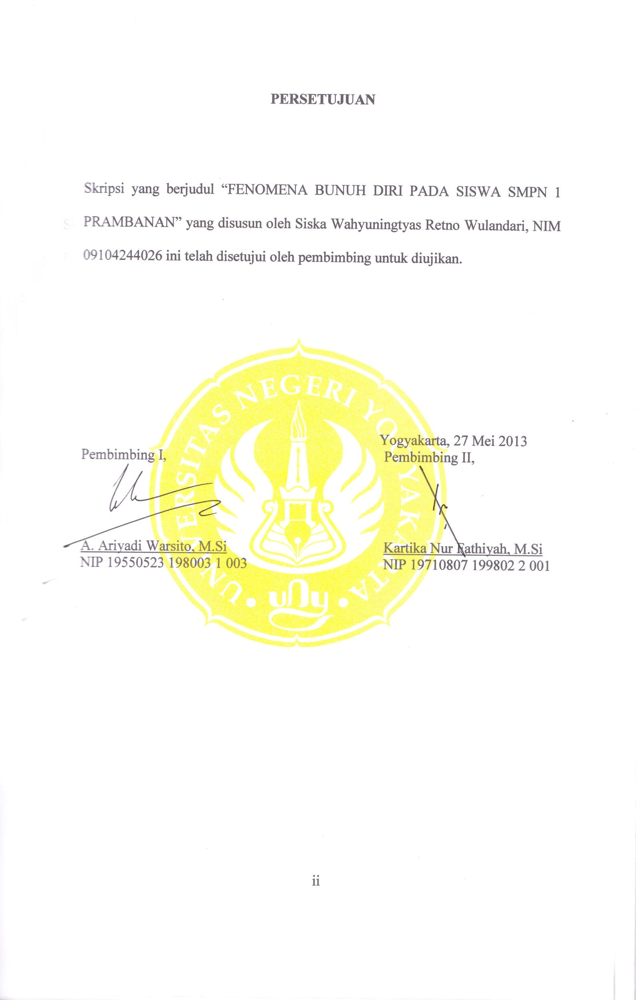 PERSETUJUAN
Skripsi yang berjudul “FENOMENA BUNUH DIRI PADA SISWA SMPN 1
PRAMBANAN” yang disusun oleh Siska Wahyuningtyas Retno Wulandari, NIM
09104244026 ini telah disetujui oleh pembimbing untuk diujikan.
UNIVERSITAS NEGERI YOGYAKARTA
uny
Yogyakarta, 27 Mei 2013
Pembimbing I,
Pembimbing II,
A. Ariyadi Warsito, M.Si
NIP 19550523 198003 1 003
Kartika Nur Fathiyah, M.Si
NIP 19710807 199802 2 001
ii